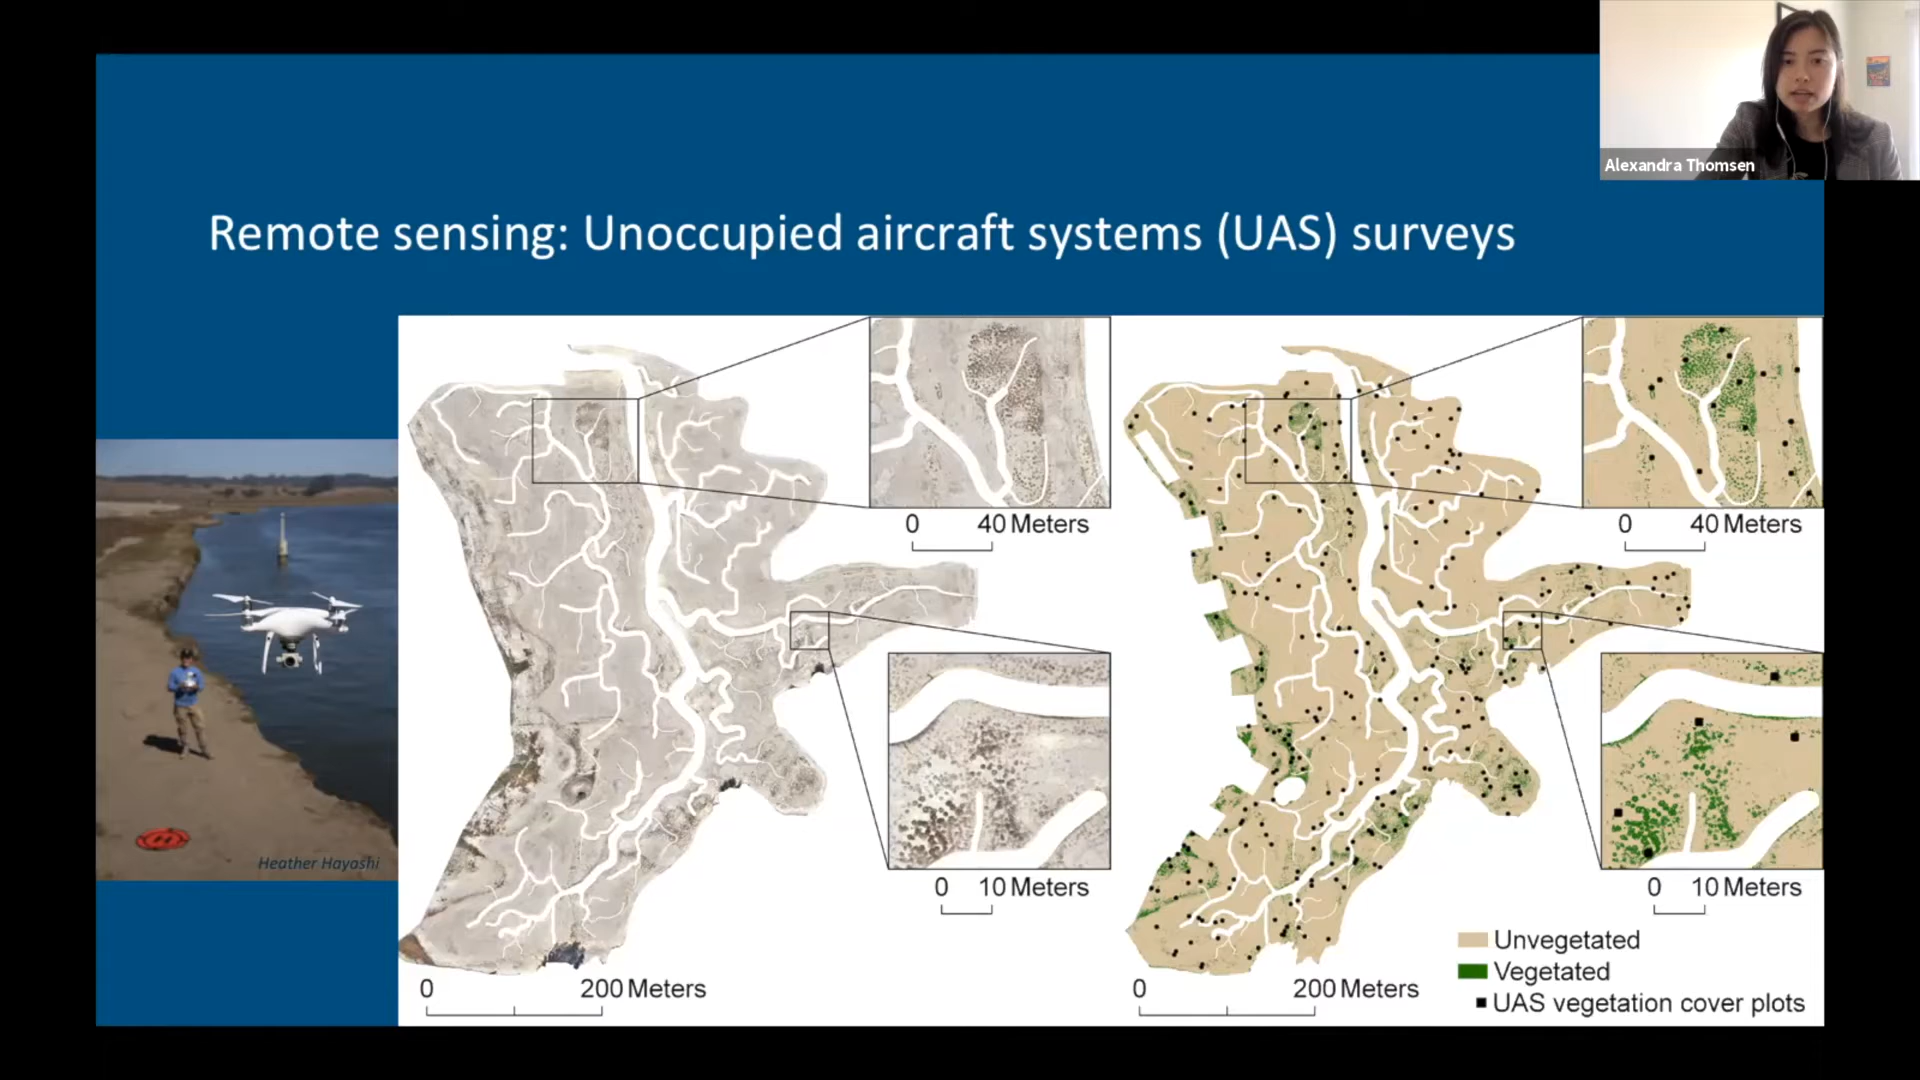 Alexandra Thomsen
Remote sensing: Unoccupied aircraft systems (UAS) surveys
Heather Hayashi
0 40 Meters
0 10 Meters
0 200 Meters
0 40 Meters
0 10 Meters
0 200 Meters
Unvegetated
Vegetated
UAS vegetation cover plots